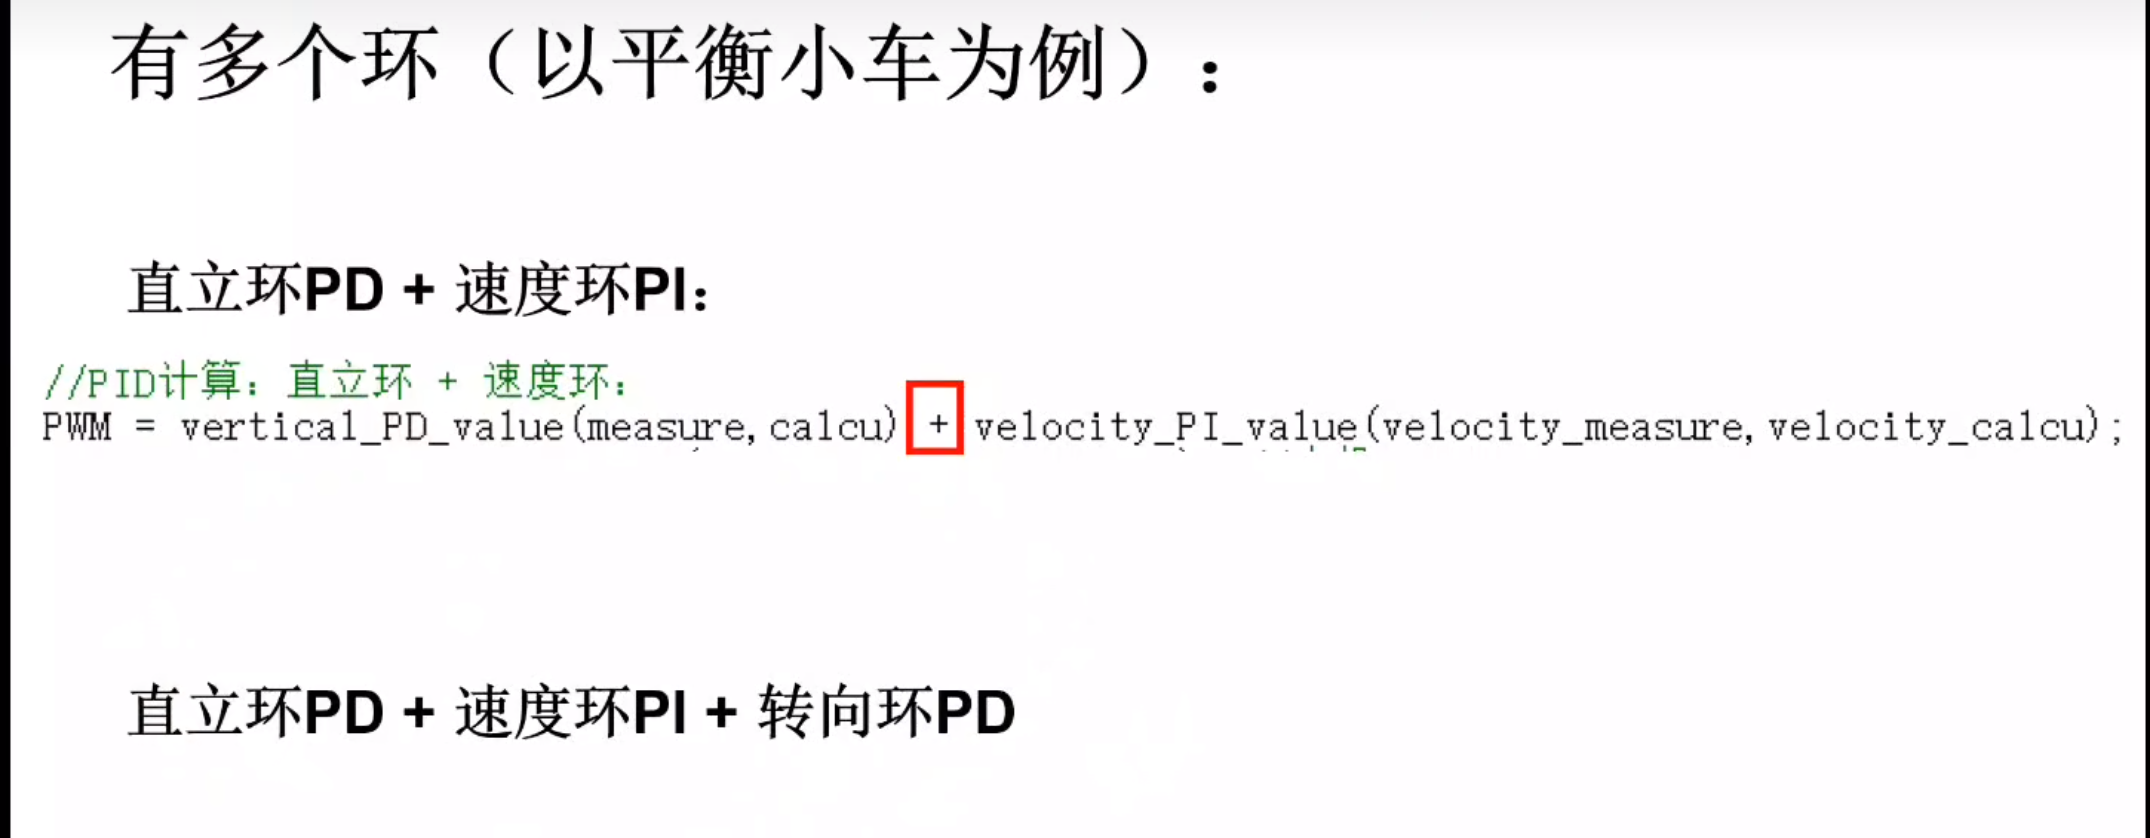 有多个环（以平衡小车为例）：
直立环PD + 速度环PI：
//PID计算：直立环 + 速度环：
PWM = vertical_PD_value(measure,calcu) + velocity_PI_value(velocity_measure,velocity_calcu);
直立环PD + 速度环PI + 转向环PD